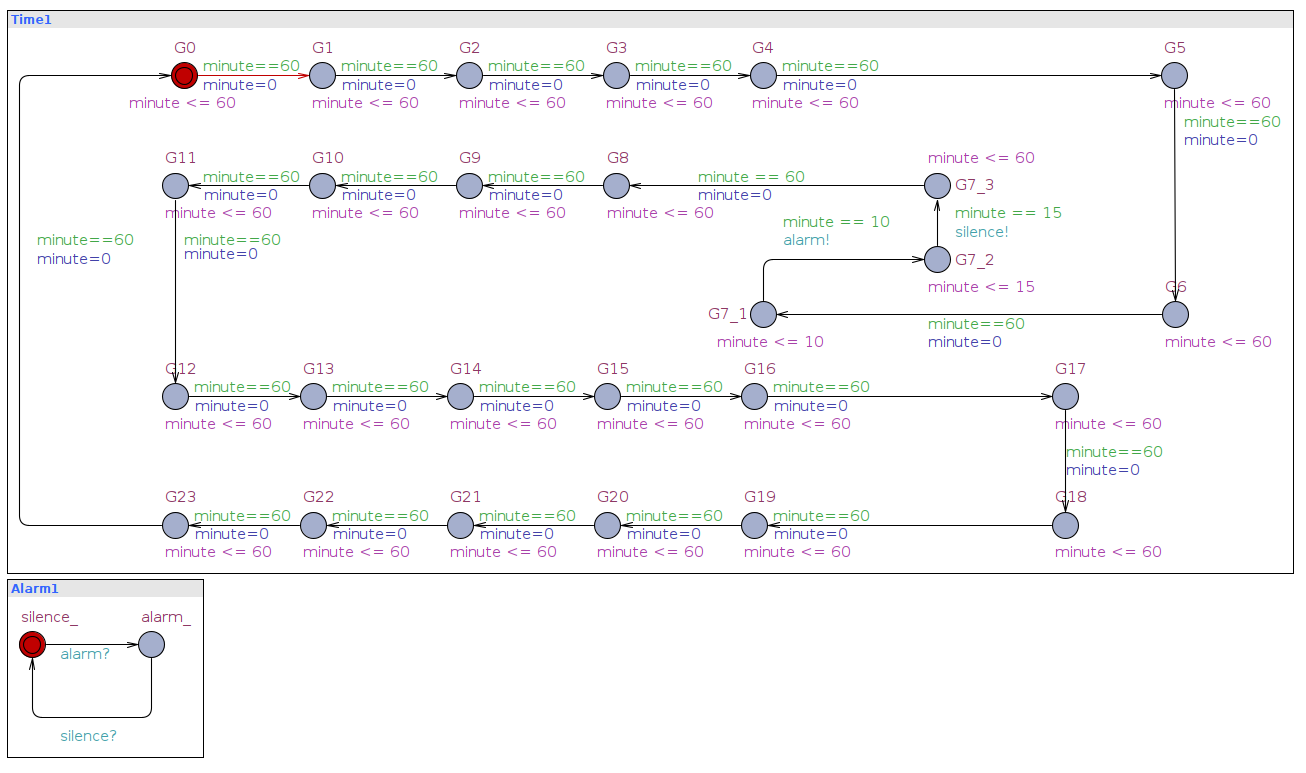 Time1
G0 G1 G2 G3 G4 G5
minute==60 minute==60 minute==60 minute==60 minute==60
minute=0 minute=0 minute=0 minute=0 minute=0
minute <= 60 minute <= 60 minute <= 60 minute <= 60 minute <= 60 minute <= 60
minute==60
minute=0
G11 G10 G9 G8 minute <= 60
minute==60 minute==60 minute==60 minute == 60 G7_3
minute=0 minute=0 minute=0 minute=0
minute <= 60 minute <= 60 minute <= 60 minute <= 60 minute == 15
minute == 10 silence!
minute==60 minute==60 alarm!
minute=0 minute=0 G7_2
minute <= 15 G6
G7_1 minute==60
minute <= 10 minute=0 minute <= 60
G12 G13 G14 G15 G16 G17
minute==60 minute==60 minute==60 minute==60 minute==60
minute=0 minute=0 minute=0 minute=0 minute=0
minute <= 60 minute <= 60 minute <= 60 minute <= 60 minute <= 60 minute <= 60
minute==60
minute=0
G23 G22 G21 G20 G19 G18
minute==60 minute==60 minute==60 minute==60 minute==60
minute=0 minute=0 minute=0 minute=0 minute=0
minute <= 60 minute <= 60 minute <= 60 minute <= 60 minute <= 60 minute <= 60
Alarm1
silence_ alarm_
alarm?
silence?